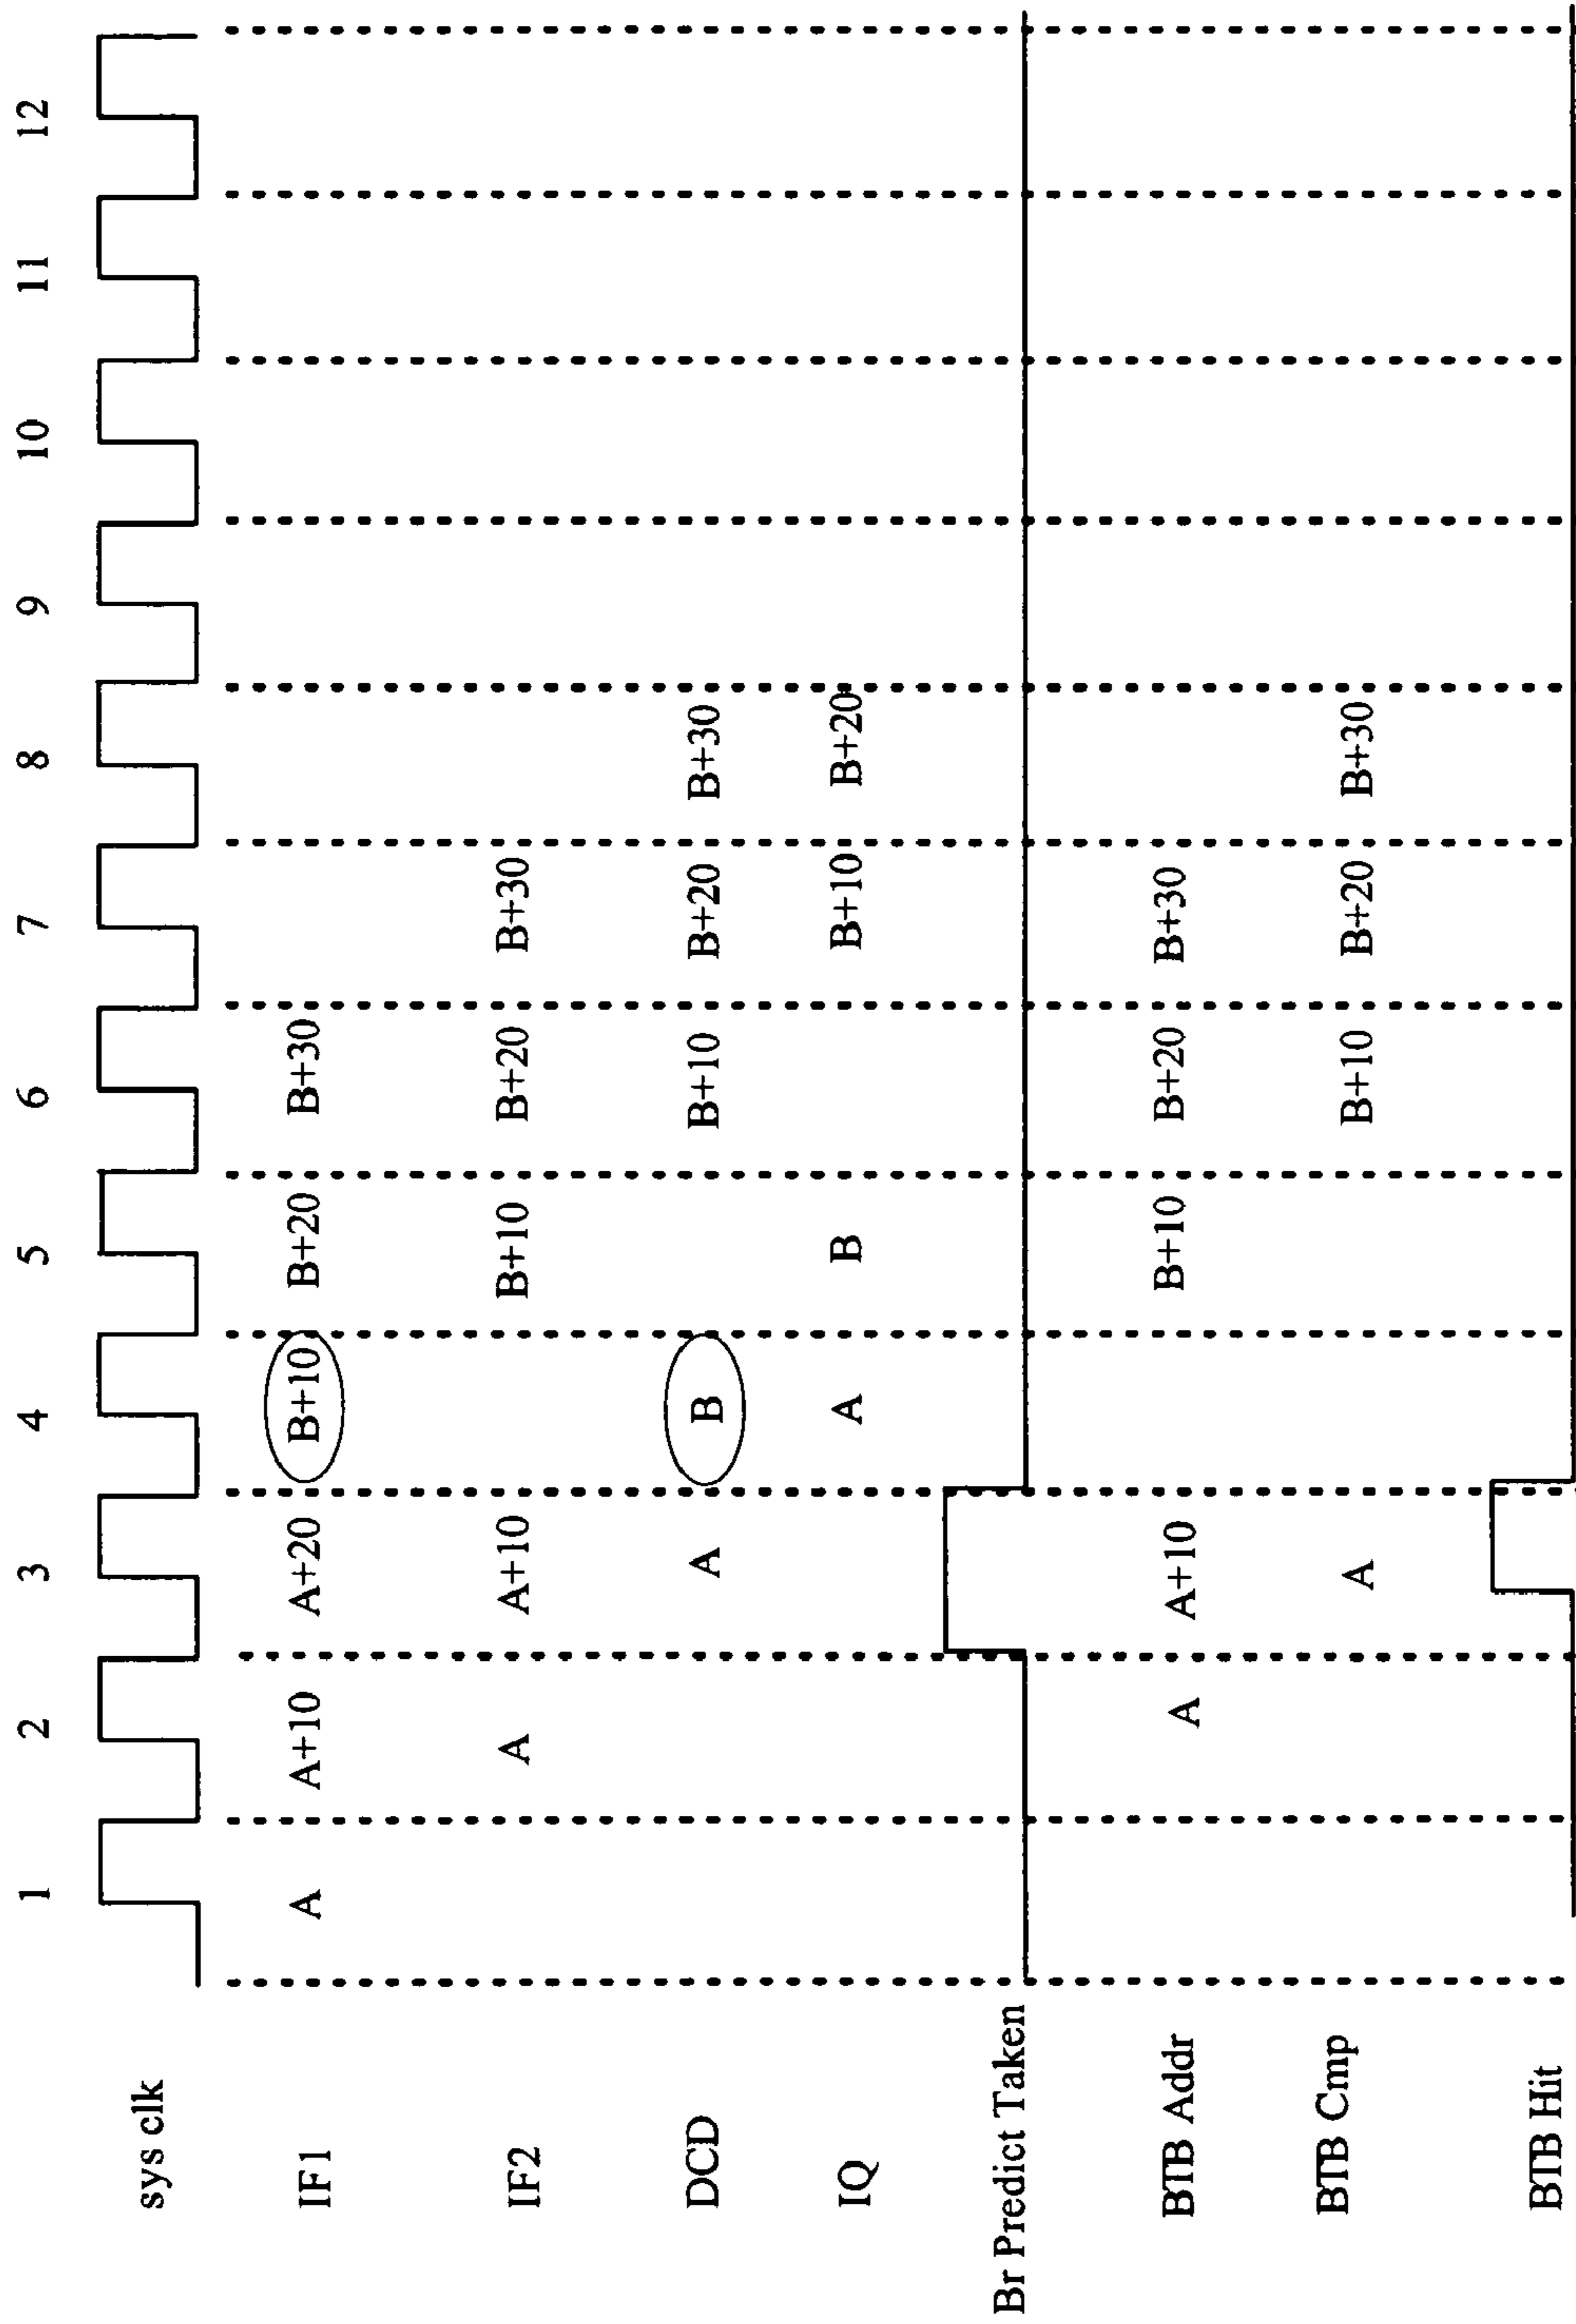 1 2 3 4 5 6 7 8 9 10 11 12
sys clk
IF1 A A+10 A+20 B+10 B+20 B+30
IF2 A A+10 B+10 B+20 B+30
DCD A B B+10 B+20 B+30
IQ A B B+10 B+20
Br Predict Taken
BTB Addr A A+10 B+10 B+20 B+30
BTB Cmp A B+10 B+20 B+30
BTB Hit